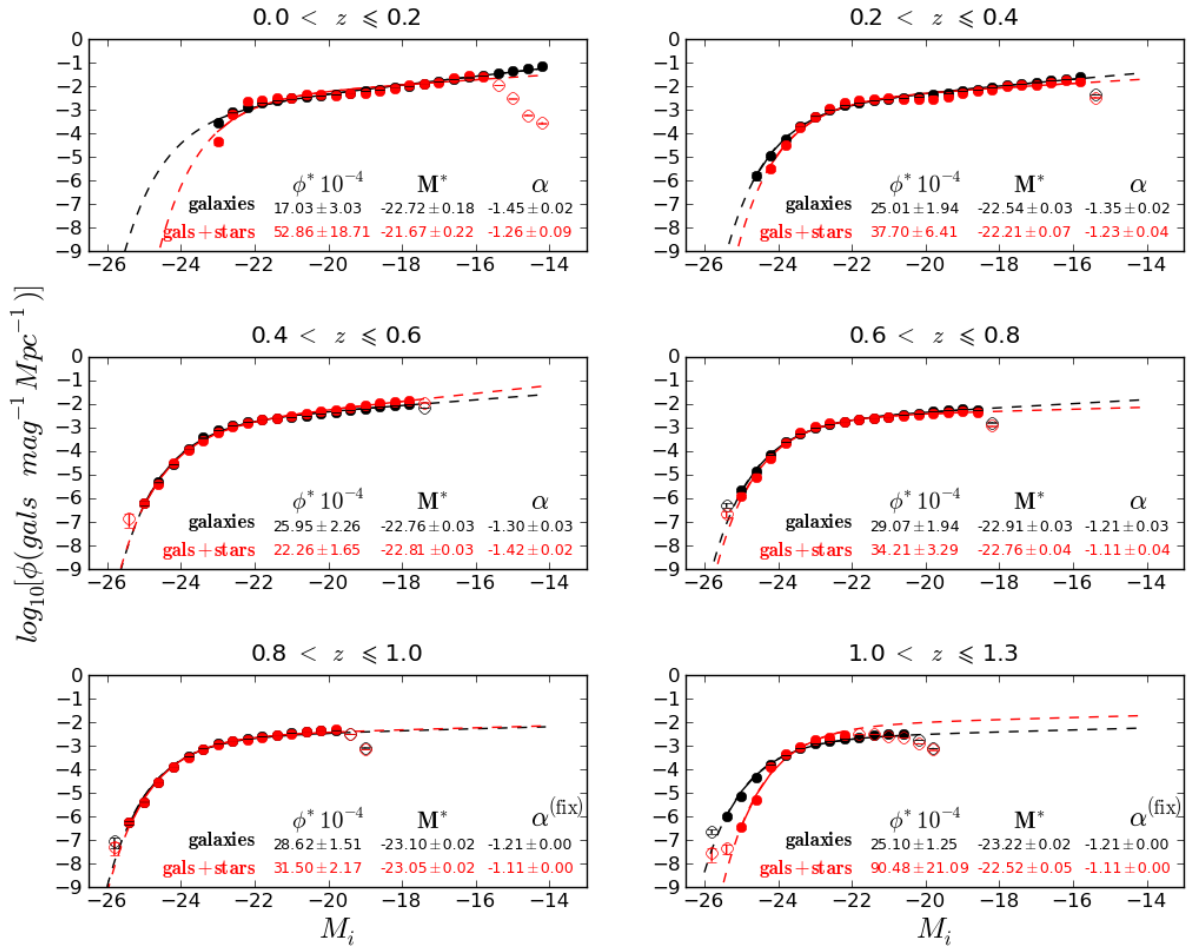 0.0 < z ⩽ 0.2
0
−1
−2
−3
−4
−5
−6
−7
−8
−9
ϕ* 10⁻⁴ M* α
galaxies 17.03±3.03 -22.72±0.18 -1.45±0.02
gals+stars 52.86±18.71 -21.67±0.22 -1.26±0.09
−26 −24 −22 −20 −18 −16 −14
0.2 < z ⩽ 0.4
0
−1
−2
−3
−4
−5
−6
−7
−8
−9
ϕ* 10⁻⁴ M* α
galaxies 25.01±1.94 -22.54±0.03 -1.35±0.02
gals+stars 37.70±6.41 -22.21±0.07 -1.23±0.04
−26 −24 −22 −20 −18 −16 −14
log₁₀[ϕ(gals mag⁻¹ Mpc⁻¹)]
0.4 < z ⩽ 0.6
0
−1
−2
−3
−4
−5
−6
−7
−8
−9
ϕ* 10⁻⁴ M* α
galaxies 25.95±2.26 -22.76±0.03 -1.30±0.03
gals+stars 22.26±1.65 -22.81±0.03 -1.42±0.02
−26 −24 −22 −20 −18 −16 −14
0.6 < z ⩽ 0.8
0
−1
−2
−3
−4
−5
−6
−7
−8
−9
ϕ* 10⁻⁴ M* α
galaxies 29.07±1.94 -22.91±0.03 -1.21±0.03
gals+stars 34.21±3.29 -22.76±0.04 -1.11±0.04
−26 −24 −22 −20 −18 −16 −14
0.8 < z ⩽ 1.0
0
−1
−2
−3
−4
−5
−6
−7
−8
−9
ϕ* 10⁻⁴ M* α(fix)
galaxies 28.62±1.51 -23.10±0.02 -1.21±0.00
gals+stars 31.50±2.17 -23.05±0.02 -1.11±0.00
−26 −24 −22 −20 −18 −16 −14
M_i
1.0 < z ⩽ 1.3
0
−1
−2
−3
−4
−5
−6
−7
−8
−9
ϕ* 10⁻⁴ M* α(fix)
galaxies 25.10±1.25 -23.22±0.02 -1.21±0.00
gals+stars 90.48±21.09 -22.52±0.05 -1.11±0.00
−26 −24 −22 −20 −18 −16 −14
M_i